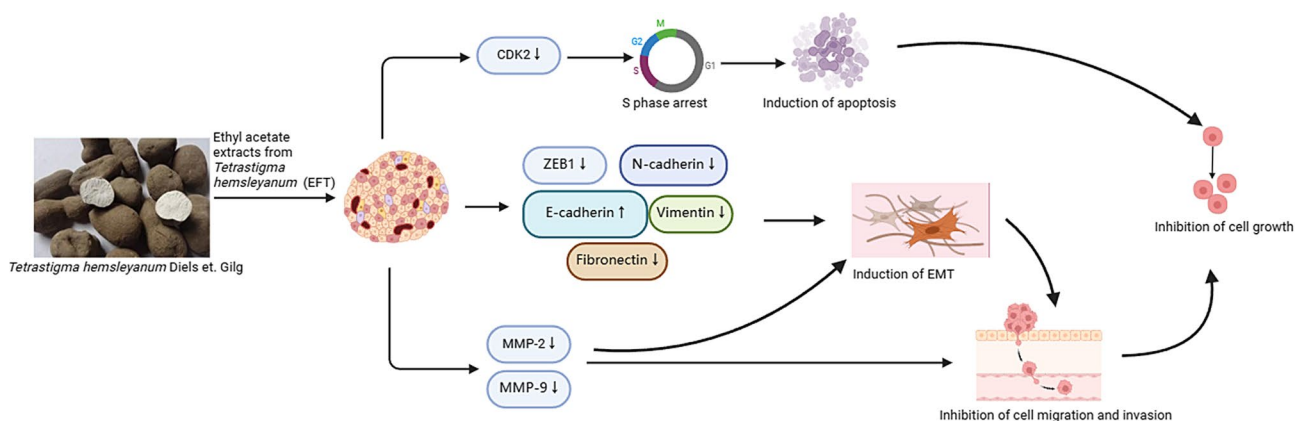 CDK2 ↓
M
G2
S
G1
S phase arrest
Induction of apoptosis
Ethyl acetate
extracts from
Tetrastigma
hemsleyanum (EFT)
Tetrastigma hemsleyanum Diels et. Gilg
ZEB1 ↓
N-cadherin ↓
E-cadherin ↑
Vimentin ↓
Fibronectin ↓
Induction of EMT
Inhibition of cell growth
MMP-2 ↓
MMP-9 ↓
Inhibition of cell migration and invasion